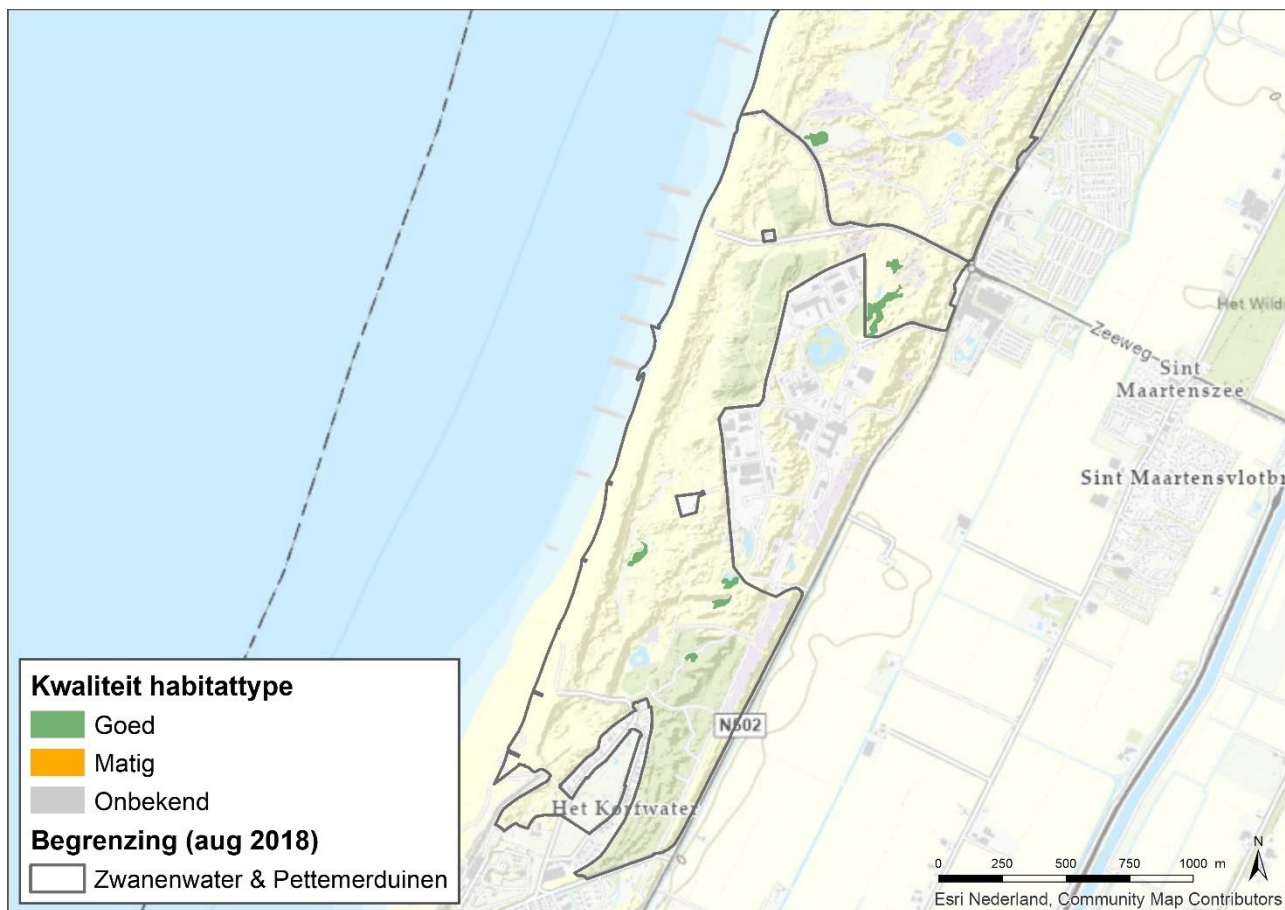 Het Wild
Zeeweg
Sint
Maartenszee
Sint Maartensvlotbr
N502
Het Korfwater
Kwaliteit habitattype
Goed
Matig
Onbekend
Begrenzing (aug 2018)
Zwanenwater & Pettemerduinen
0 250 500 750 1000 m
N
Esri Nederland, Community Map Contributors